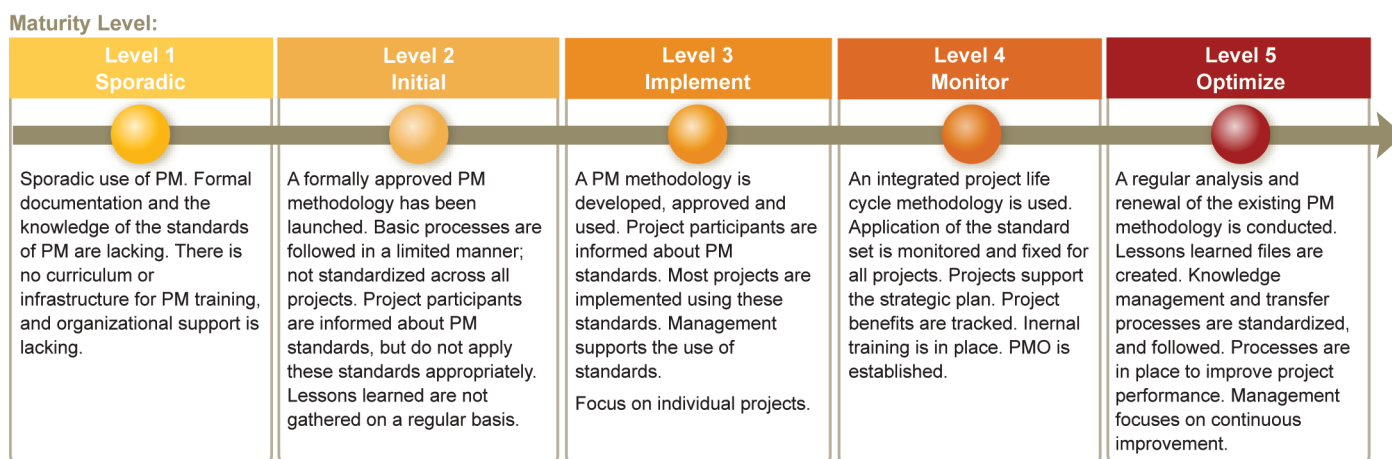 Maturity Level:
Level 1
Sporadic
Sporadic use of PM. Formal
documentation and the
knowledge of the standards
of PM are lacking. There is
no curriculum or
infrastructure for PM training,
and organizational support is
lacking.
Level 2
Initial
A formally approved PM
methodology has been
launched. Basic processes are
followed in a limited manner;
not standardized across all
projects. Project participants
are informed about PM
standards, but do not apply
these standards appropriately.
Lessons learned are not
gathered on a regular basis.
Level 3
Implement
A PM methodology is
developed, approved and
used. Project participants are
informed about PM
standards. Most projects are
implemented using these
standards. Management
supports the use of
standards.
Focus on individual projects.
Level 4
Monitor
An integrated project life
cycle methodology is used.
Application of the standard
set is monitored and fixed for
all projects. Projects support
the strategic plan. Project
benefits are tracked. Inernal
training is in place. PMO is
established.
Level 5
Optimize
A regular analysis and
renewal of the existing PM
methodology is conducted.
Lessons learned files are
created. Knowledge
management and transfer
processes are standardized,
and followed. Processes are
in place to improve project
performance. Management
focuses on continuous
improvement.